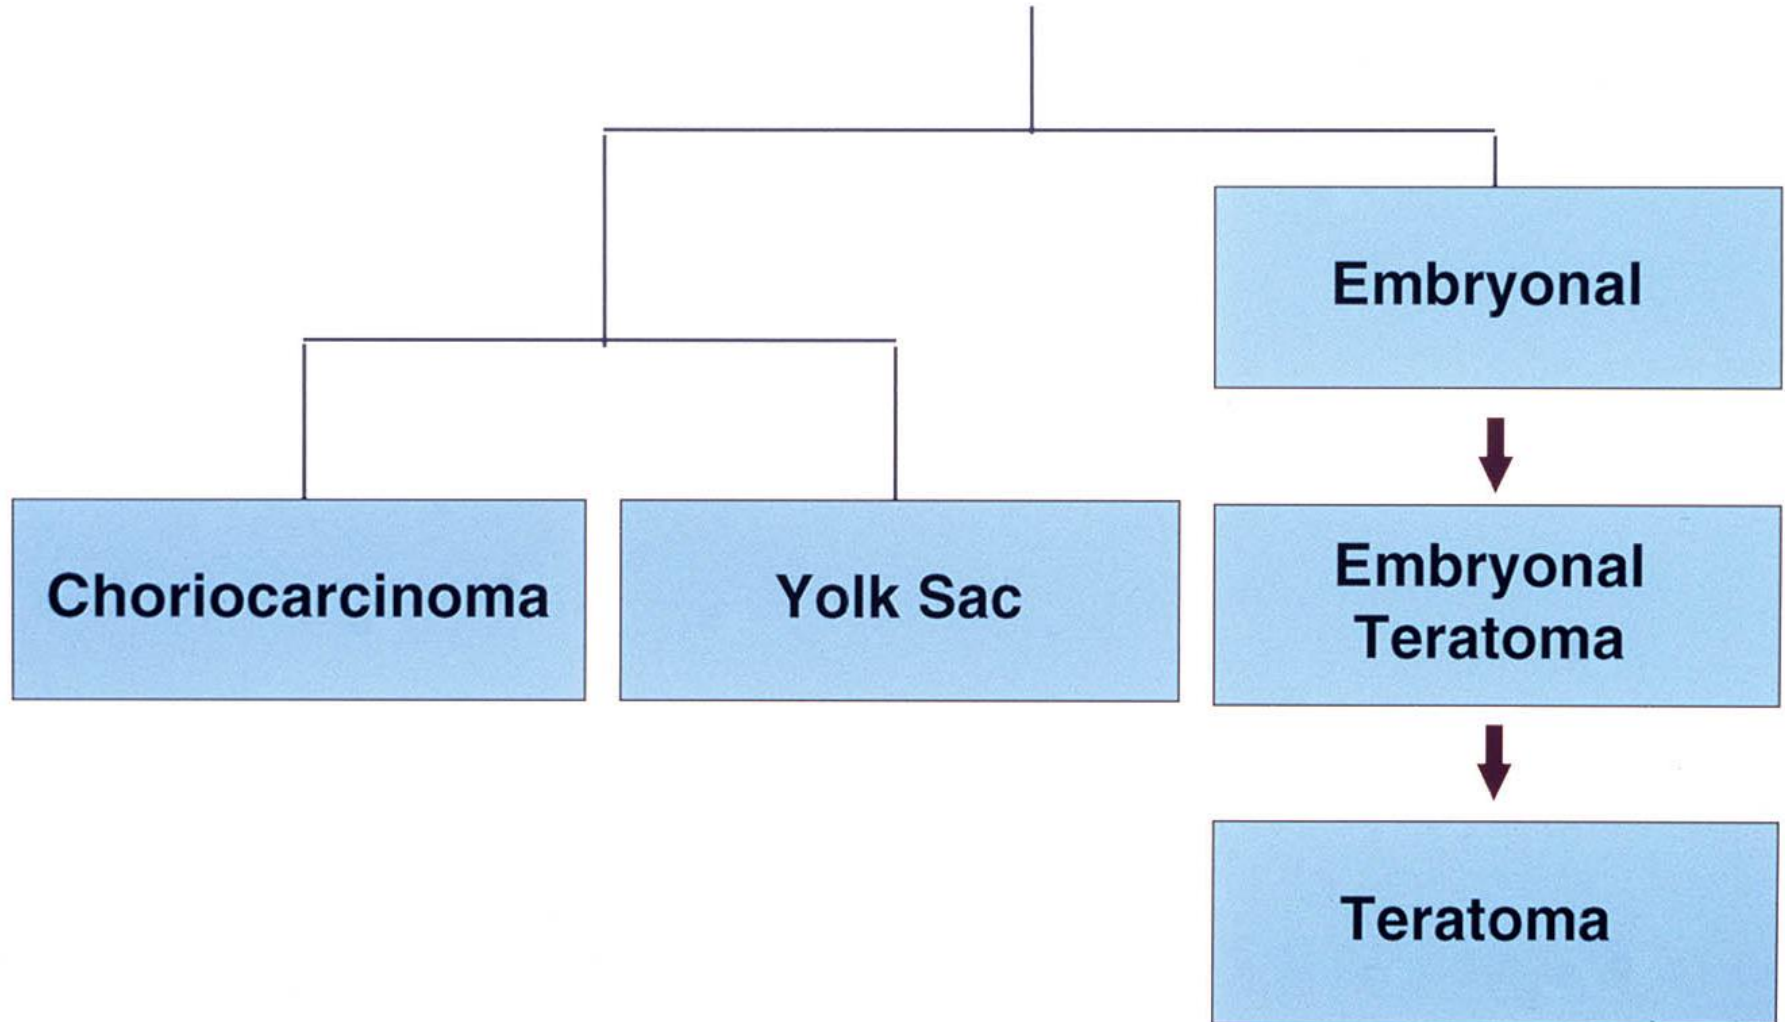 Embryonal
Choriocarcinoma
Yolk Sac
Embryonal
Teratoma
Teratoma